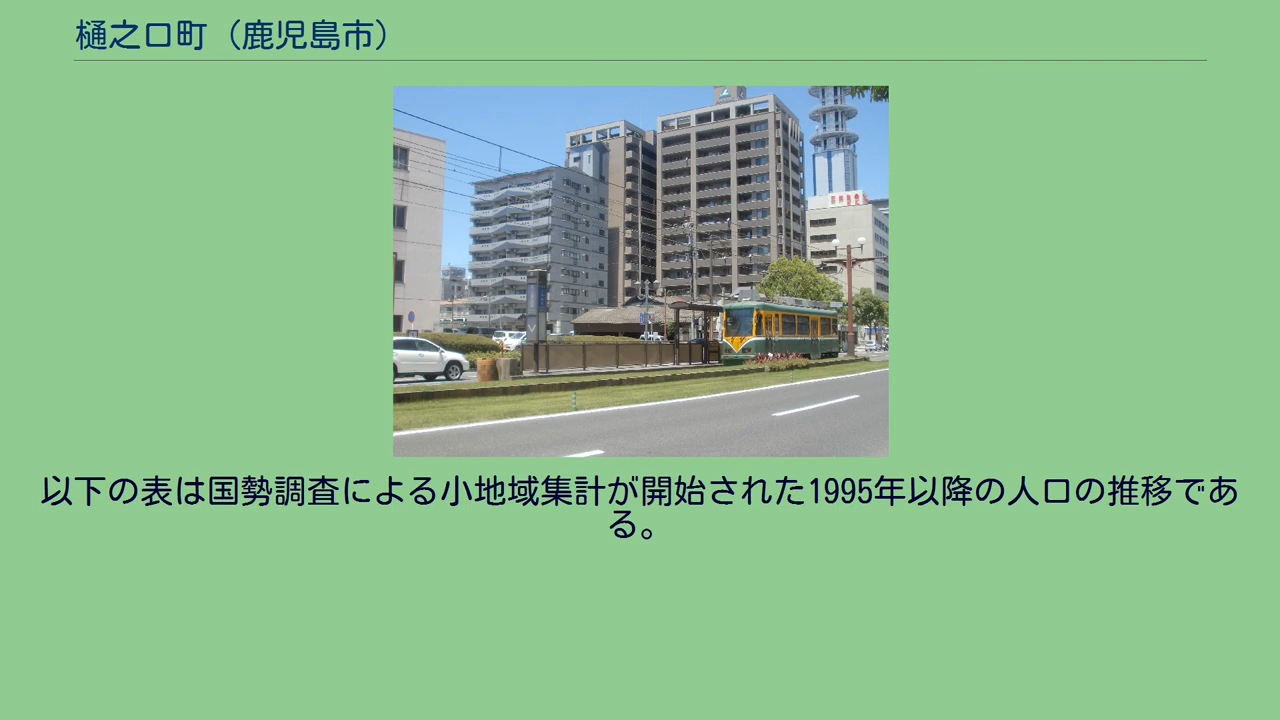 樋之口町（鹿児島市）
以下の表は国勢調査による小地域集計が開始された1995年以降の人口の推移であ
る。